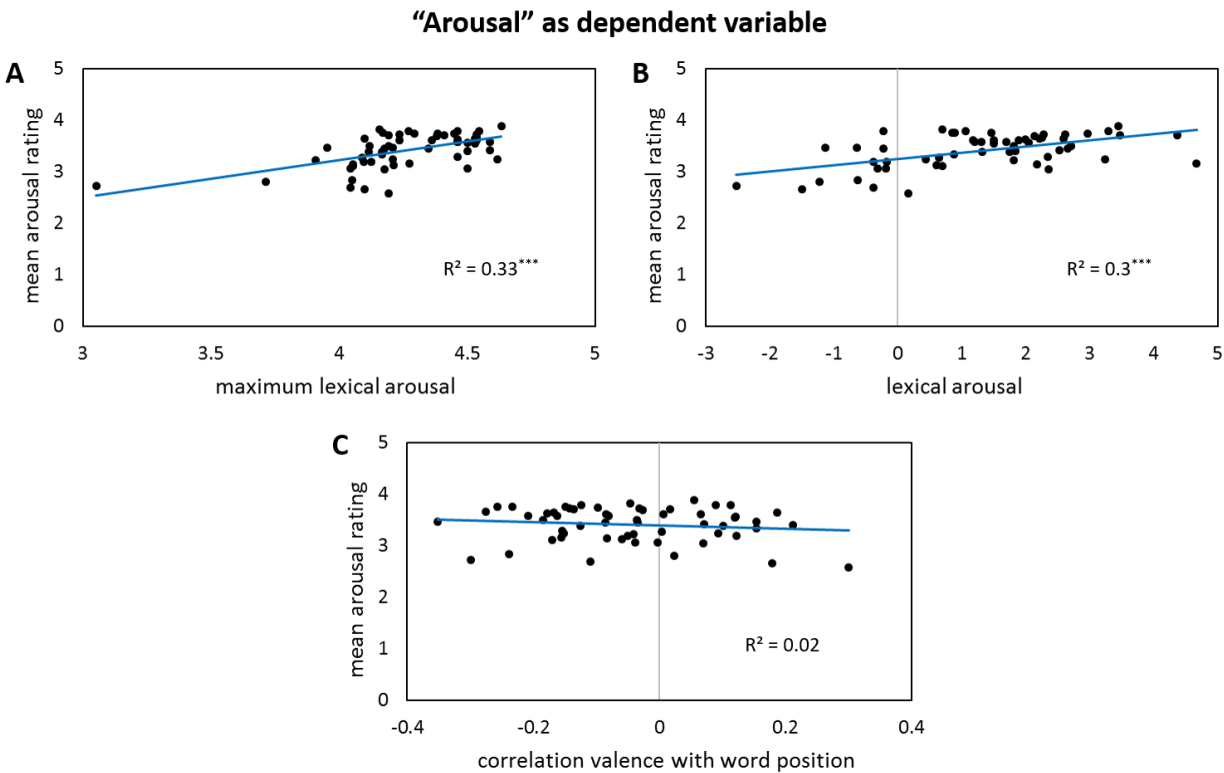 “Arousal” as dependent variable
A
5
4
3
2
1
0
mean arousal rating
R² = 0.33***
3 3.5 4 4.5 5
maximum lexical arousal
B
5
4
3
2
1
0
mean arousal rating
R² = 0.3***
-3 -2 -1 0 1 2 3 4 5
lexical arousal
C
5
4
3
2
1
0
mean arousal rating
R² = 0.02
-0.4 -0.2 0 0.2 0.4
correlation valence with word position